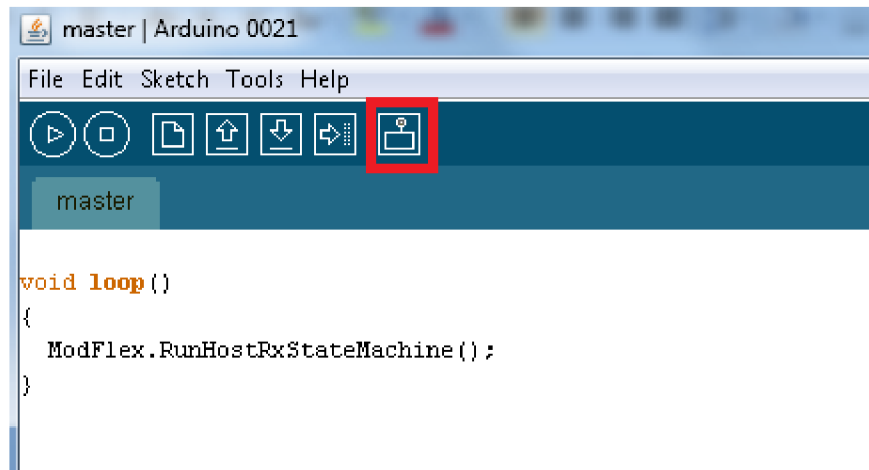 master | Arduino 0021
File Edit Sketch Tools Help
master
void loop()
{
ModFlex.RunHostRxStateMachine();
}